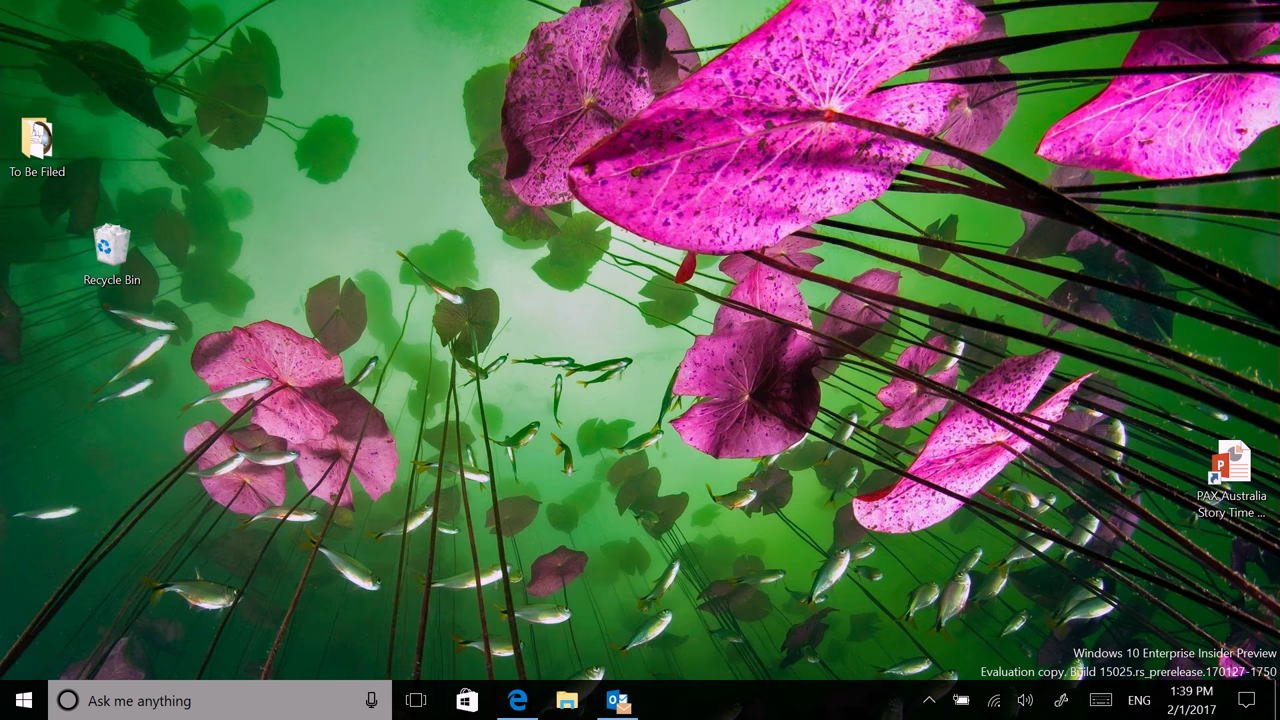 To Be Filed
Recycle Bin
PAX Australia
Story Time ...
Windows 10 Enterprise Insider Preview
Evaluation copy. Build 15025.rs_prerelease.170127-1750
Ask me anything
ENG
1:39 PM
2/1/2017